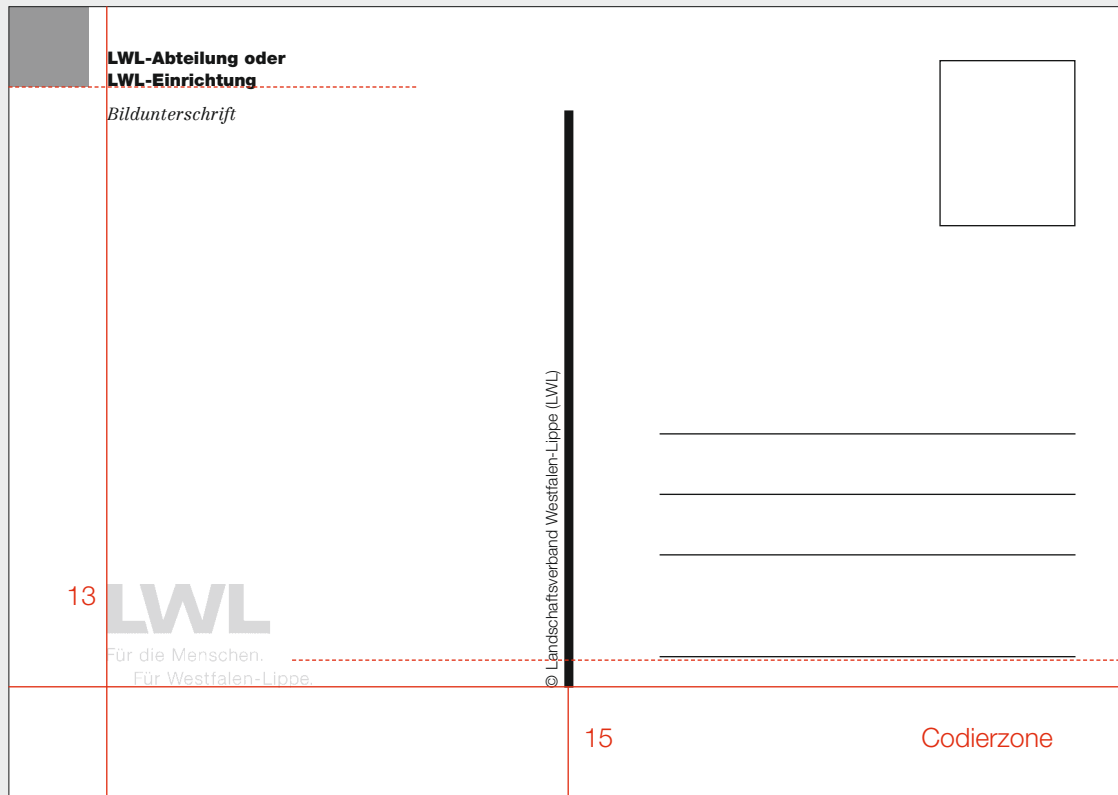 LWL-Abteilung oder
LWL-Einrichtung
Bildunterschrift
© Landschaftsverband Westfalen-Lippe (LWL)
13
LWL
Für die Menschen.
Für Westfalen-Lippe.
15
Codierzone